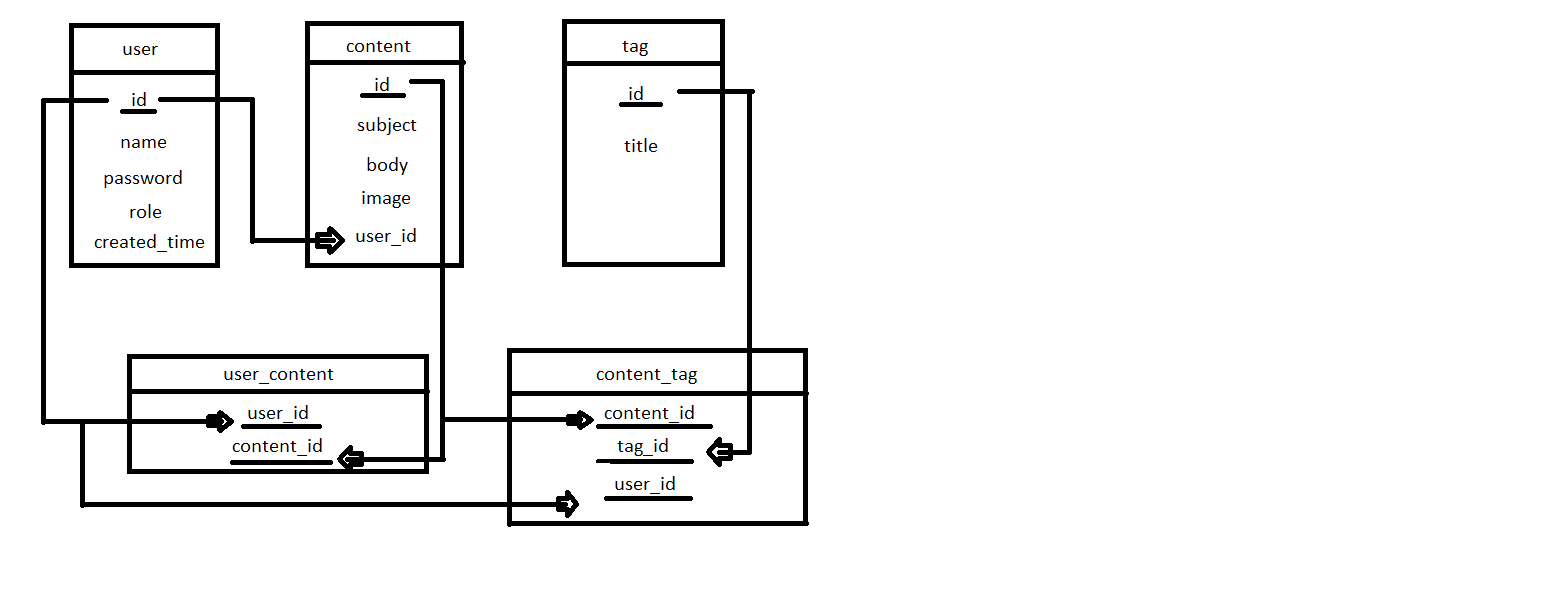 user
id
name
password
role
created_time
content
id
subject
body
image
user_id
tag
id
title
user_content
user_id
content_id
content_tag
content_id
tag_id
user_id